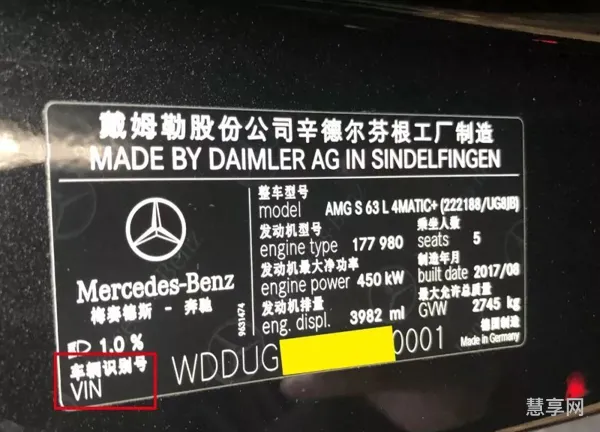 戴姆勒股份公司辛德尔芬根工厂制造
MADE BY DAIMLER AG IN SINDELFINGEN
整车型号
model AMG S 63 L 4MATIC+ (222188/UG8JB)
发动机型号 乘坐人数
engine type 177 980 seats 5
发动机最大净功率 制造年月
engine power 450 kW built date 2017/08
发动机排量 最大允许总质量
eng. displ. 3982 ml GVW 2745 kg
德国制造
Made in Germany
Mercedes-Benz
梅赛德斯 - 奔驰
9631474
1.0 %
车辆识别号
VIN WDDUG 0001
慧享网